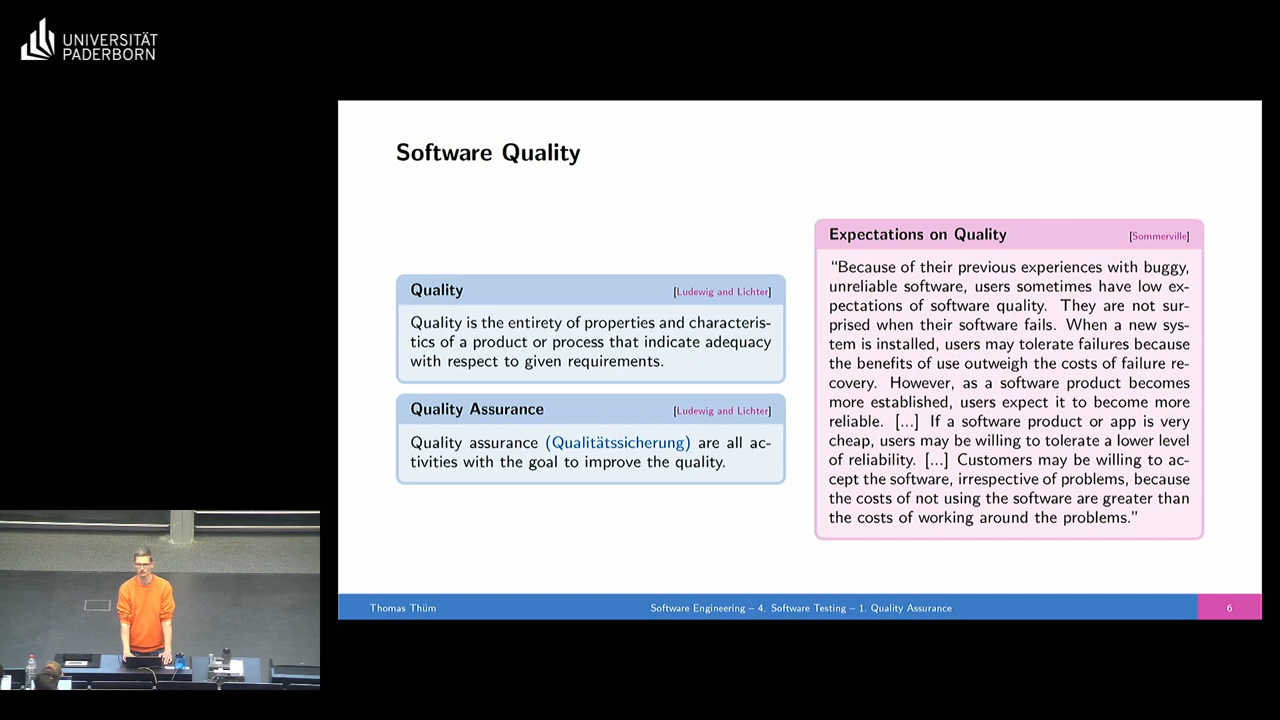 UNIVERSITÄT
PADERBORN
Software Quality
Quality [Ludewig and Lichter]
Quality is the entirety of properties and characteris-
tics of a product or process that indicate adequacy
with respect to given requirements.
Quality Assurance [Ludewig and Lichter]
Quality assurance (Qualitätssicherung) are all ac-
tivities with the goal to improve the quality.
Expectations on Quality [Sommerville]
“Because of their previous experiences with buggy,
unreliable software, users sometimes have low ex-
pectations of software quality. They are not sur-
prised when their software fails. When a new sys-
tem is installed, users may tolerate failures because
the benefits of use outweigh the costs of failure re-
covery. However, as a software product becomes
more established, users expect it to become more
reliable. [...] If a software product or app is very
cheap, users may be willing to tolerate a lower level
of reliability. [...] Customers may be willing to ac-
cept the software, irrespective of problems, because
the costs of not using the software are greater than
the costs of working around the problems.”
Thomas Thüm
Software Engineering – 4. Software Testing – 1. Quality Assurance
6